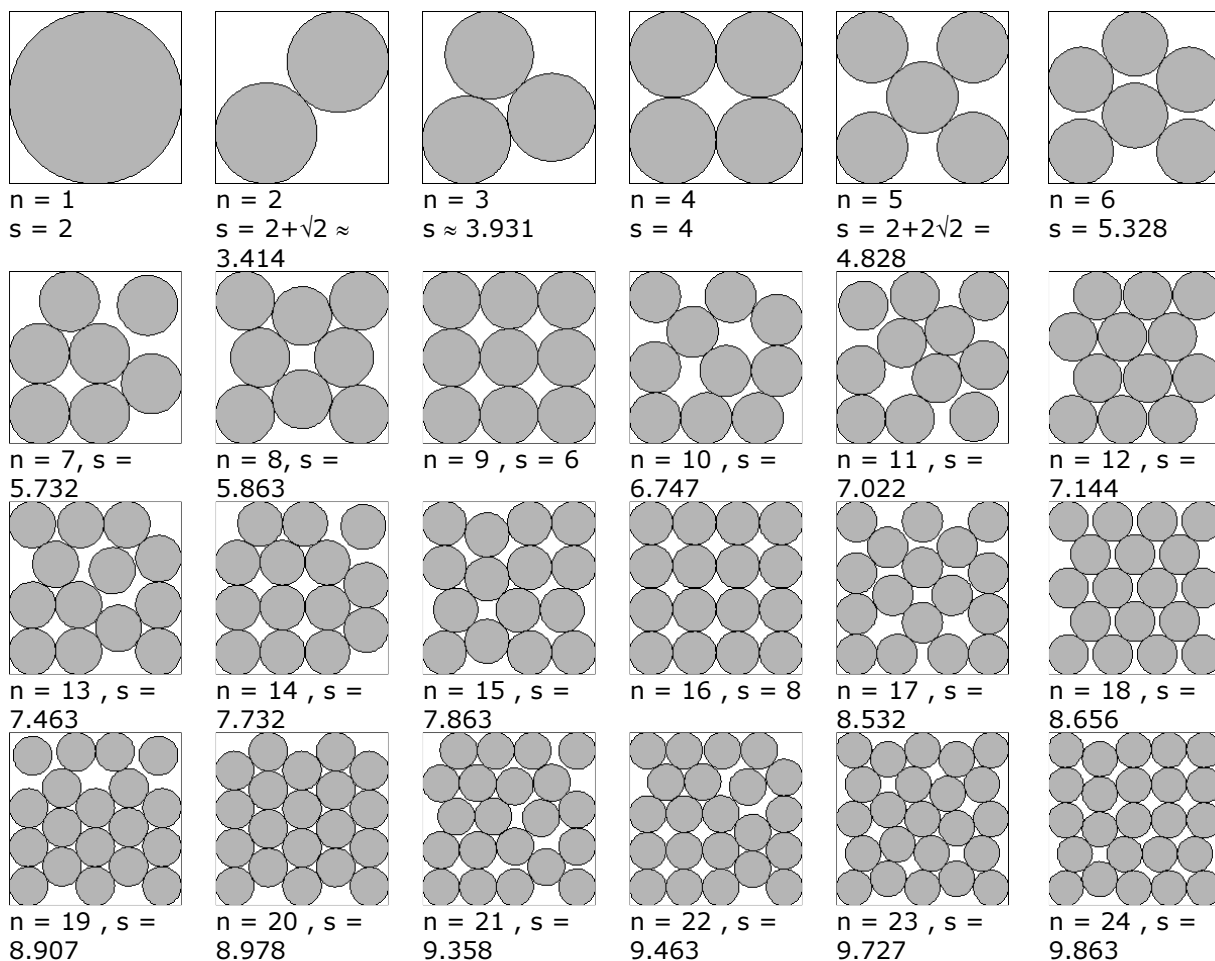 n = 1
s = 2
n = 2
s = 2+√2 ≈
3.414
n = 3
s ≈ 3.931
n = 4
s = 4
n = 5
s = 2+2√2 =
4.828
n = 6
s = 5.328
n = 7, s =
5.732
n = 8, s =
5.863
n = 9 , s = 6
n = 10 , s =
6.747
n = 11 , s =
7.022
n = 12 , s =
7.144
n = 13 , s =
7.463
n = 14 , s =
7.732
n = 15 , s =
7.863
n = 16 , s = 8
n = 17 , s =
8.532
n = 18 , s =
8.656
n = 19 , s =
8.907
n = 20 , s =
8.978
n = 21 , s =
9.358
n = 22 , s =
9.463
n = 23 , s =
9.727
n = 24 , s =
9.863